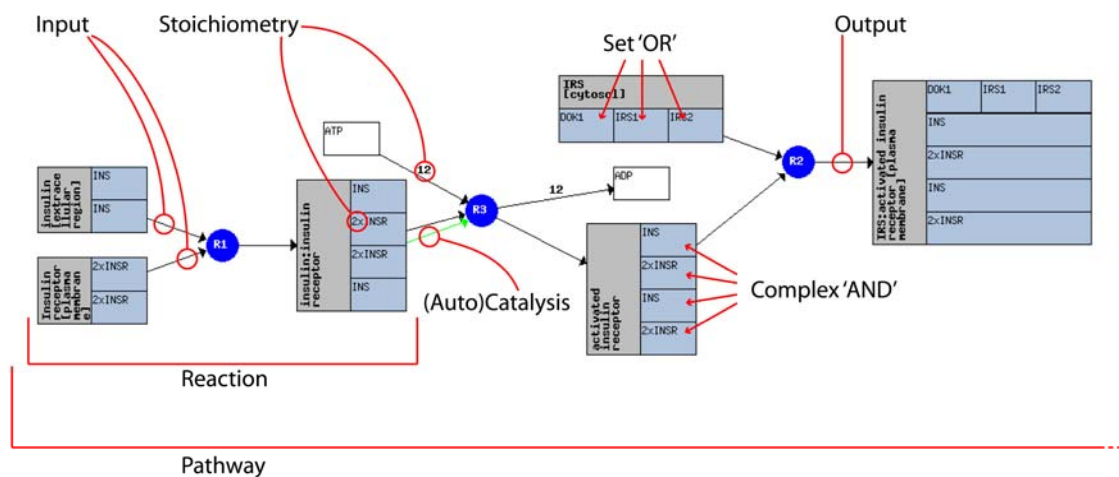 Input
Stoichiometry
Set 'OR'
Output
IRS
[cytosol]
DOK1
IRS1
IRS2
ATP
12
R2
DOK1
IRS1
IRS2
INS
2xINSR
INS
2xINSR
IRS:activated insulin
receptor [plasma
membrane]
insulin
[extrace
llular
region]
INS
INS
R1
Insulin
receptor
[plasma
membran
e]
2xINSR
2xINSR
insulin:insulin
receptor
INS
2xINSR
2xINSR
INS
R3
12
ADP
activated
insulin
receptor
INS
2xINSR
INS
2xINSR
(Auto)Catalysis
Complex 'AND'
Reaction
Pathway